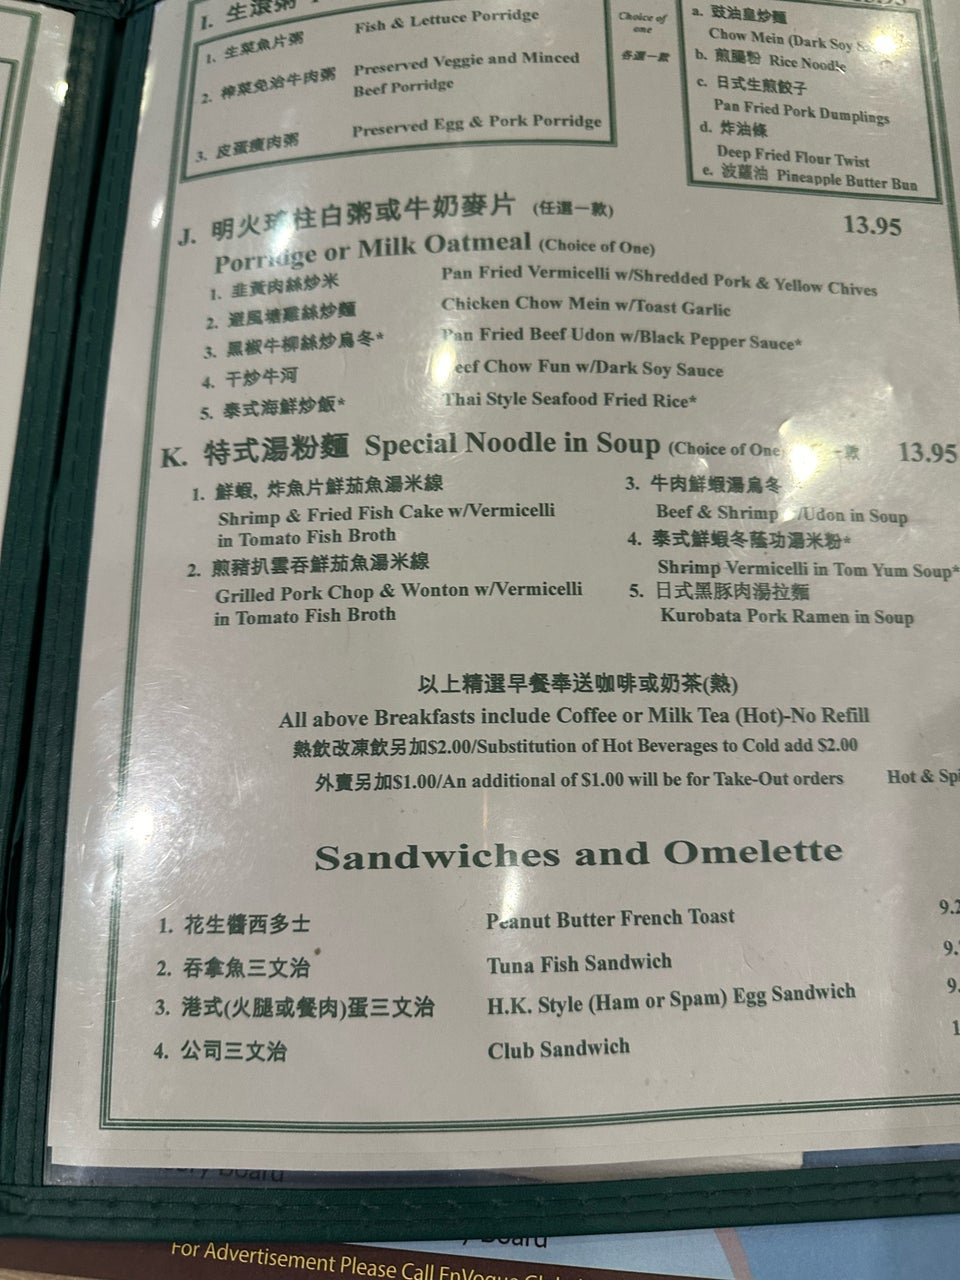 I. 生滾粥
1. 生菜魚片粥 Fish & Lettuce Porridge
2. 榨菜免治牛肉粥 Preserved Veggie and Minced
Beef Porridge
3. 皮蛋瘦肉粥 Preserved Egg & Pork Porridge
Choice of
one
各選一款
a. 豉油皇炒麵
Chow Mein (Dark Soy
b. 煎腸粉 Rice Noodle
c. 日式生煎餃子
Pan Fried Pork Dumplings
d. 炸油條
Deep Fried Flour Twist
e. 波蘿油 Pineapple Butter Bun
J. 明火瑤柱白粥或牛奶麥片 (任選一款) 13.95
Porridge or Milk Oatmeal (Choice of One)
1. 韭黃肉絲炒米 Pan Fried Vermicelli w/Shredded Pork & Yellow Chives
2. 避風塘雞絲炒麵 Chicken Chow Mein w/Toast Garlic
3. 黑椒牛柳絲炒烏冬* Pan Fried Beef Udon w/Black Pepper Sauce*
4. 干炒牛河 Beef Chow Fun w/Dark Soy Sauce
5. 泰式海鮮炒飯* Thai Style Seafood Fried Rice*
K. 特式湯粉麵 Special Noodle in Soup (Choice of One 一款 13.95
1. 鮮蝦, 炸魚片鮮茄魚湯米線
Shrimp & Fried Fish Cake w/Vermicelli
in Tomato Fish Broth
2. 煎豬扒雲吞鮮茄魚湯米線
Grilled Pork Chop & Wonton w/Vermicelli
in Tomato Fish Broth
3. 牛肉鮮蝦湯烏冬
Beef & Shrimp /Udon in Soup
4. 泰式鮮蝦冬蔭功湯米粉*
Shrimp Vermicelli in Tom Yum Soup*
5. 日式黑豚肉湯拉麵
Kurobata Pork Ramen in Soup
以上精選早餐奉送咖啡或奶茶(熱)
All above Breakfasts include Coffee or Milk Tea (Hot)-No Refill
熱飲改凍飲另加$2.00/Substitution of Hot Beverages to Cold add $2.00
外賣另加$1.00/An additional of $1.00 will be for Take-Out orders Hot & Spi
Sandwiches and Omelette
1. 花生醬西多士 Peanut Butter French Toast 9.2
2. 吞拿魚三文治 Tuna Fish Sandwich 9.
3. 港式(火腿或餐肉)蛋三文治 H.K. Style (Ham or Spam) Egg Sandwich 9.
4. 公司三文治 Club Sandwich 1
For Advertisement Please Call EnVogue